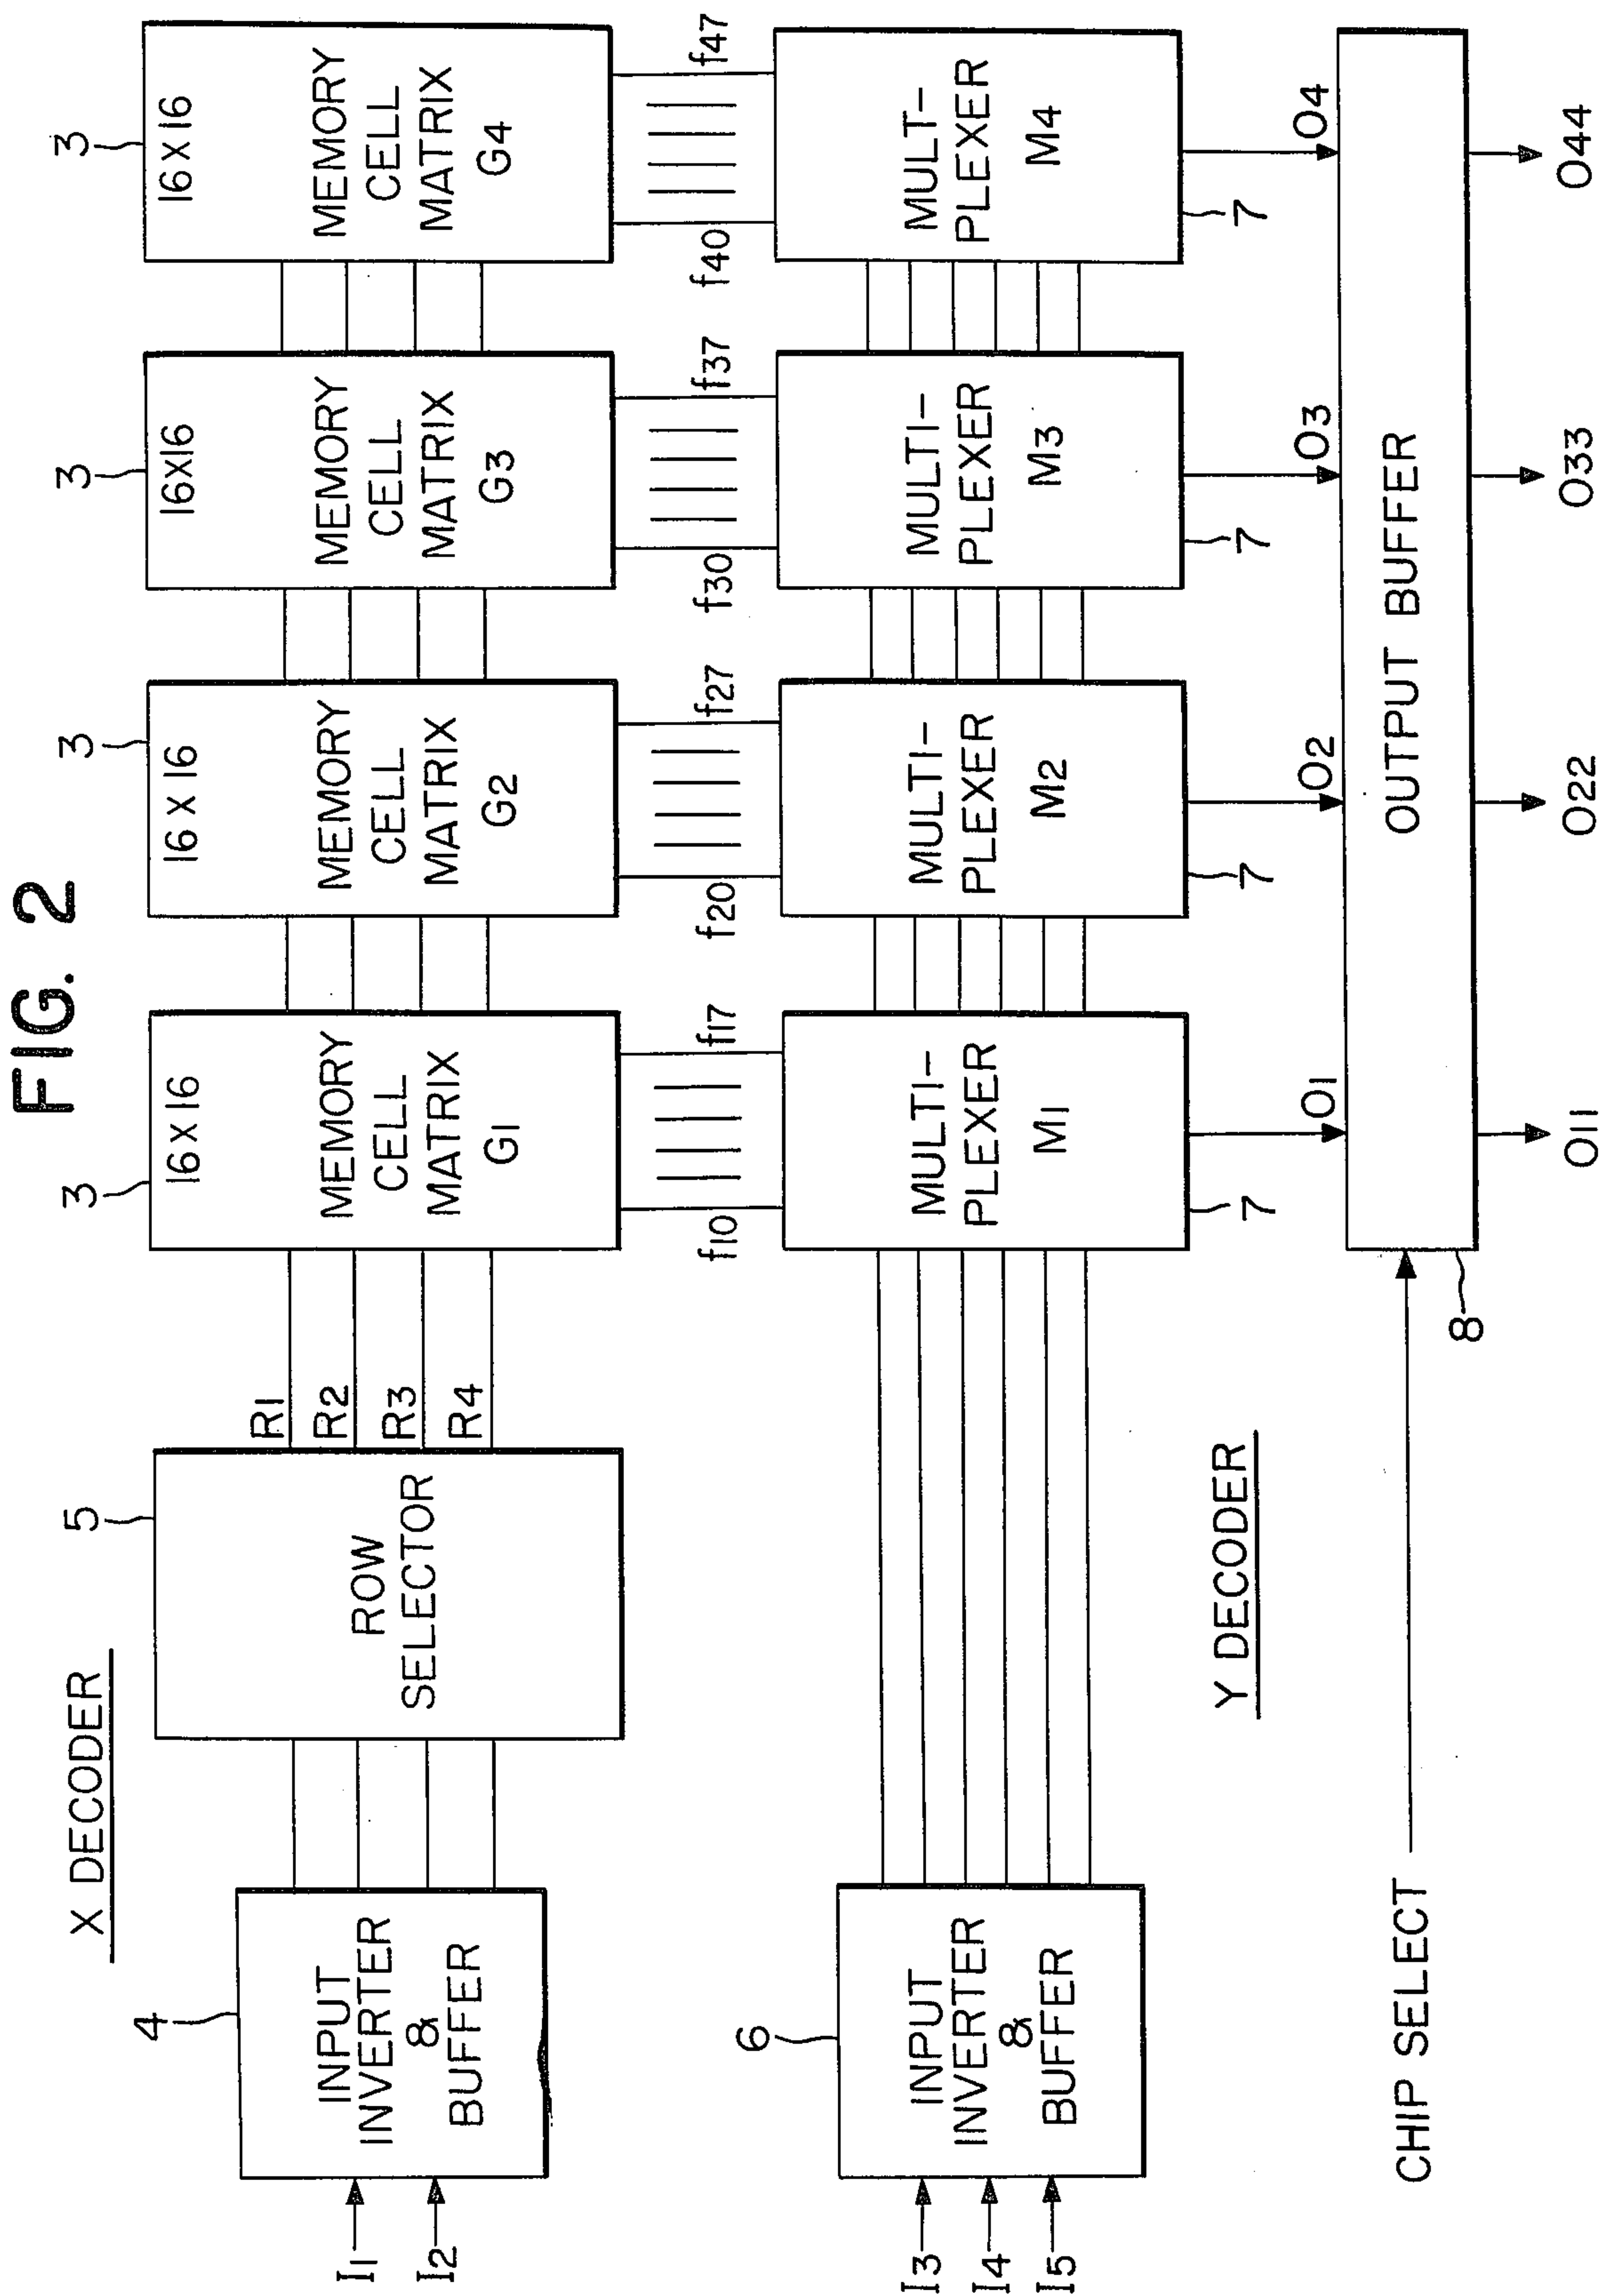 FIG. 2
X DECODER
I1
I2
4
INPUT
INVERTER
&
BUFFER
5
ROW
SELECTOR
R1
R2
R3
R4
3
16X16
MEMORY
CELL
MATRIX
G1
3
16 X 16
MEMORY
CELL
MATRIX
G2
3
16X16
MEMORY
CELL
MATRIX
G3
3
16X16
MEMORY
CELL
MATRIX
G4
f10
f17
f20
f27
f30
f37
f40
f47
I3
I4
I5
6
INPUT
INVERTER
&
BUFFER
MULTI-
PLEXER
M1
7
MULTI-
PLEXER
M2
7
MULTI-
PLEXER
M3
7
MULT-
PLEXER
M4
7
Y DECODER
O1
O2
O3
O4
CHIP SELECT
8
OUTPUT BUFFER
O11
O22
O33
O44